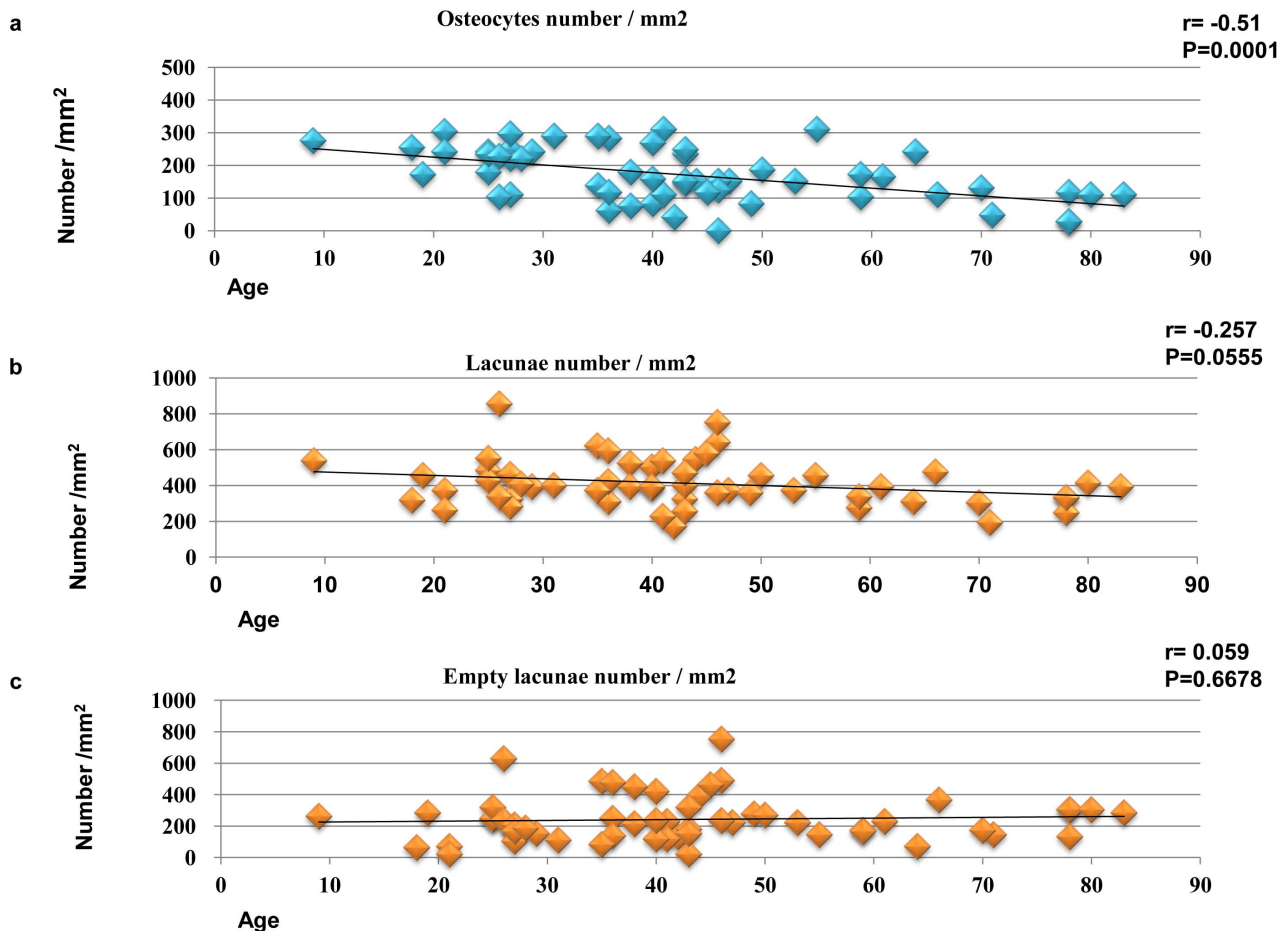 a
Osteocytes number / mm2
r= -0.51
P=0.0001
Number /mm²
500
400
300
200
100
0
0 10 20 30 40 50 60 70 80 90
Age
b
Lacunae number / mm2
r= -0.257
P=0.0555
Number /mm²
1000
800
600
400
200
0
0 10 20 30 40 50 60 70 80 90
Age
c
Empty lacunae number / mm2
r= 0.059
P=0.6678
Number /mm²
1000
800
600
400
200
0
0 10 20 30 40 50 60 70 80 90
Age